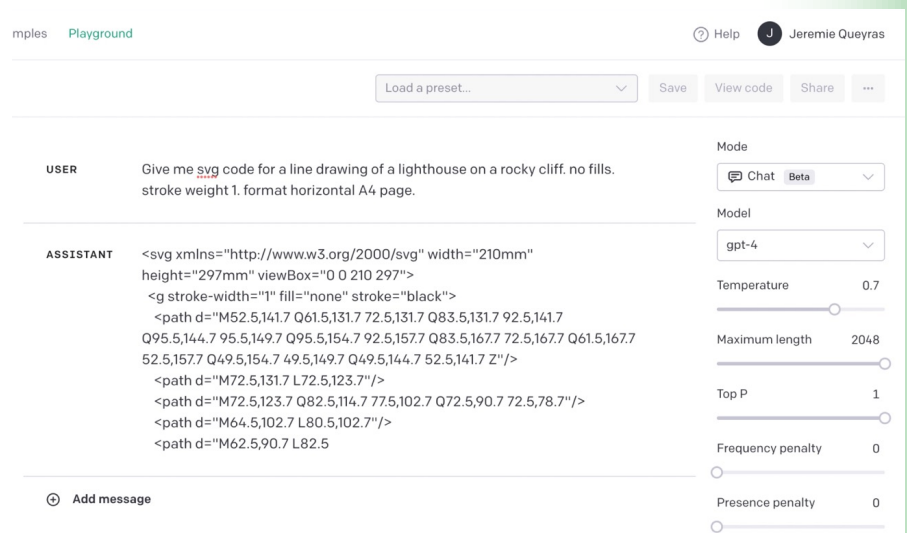 mples Playground Help J Jeremie Queyras
Load a preset... Save View code Share ...
USER
Give me svg code for a line drawing of a lighthouse on a rocky cliff. no fills.
stroke weight 1. format horizontal A4 page.
ASSISTANT
<svg xmlns="http://www.w3.org/2000/svg" width="210mm"
height="297mm" viewBox="0 0 210 297">
<g stroke-width="1" fill="none" stroke="black">
<path d="M52.5,141.7 Q61.5,131.7 72.5,131.7 Q83.5,131.7 92.5,141.7
Q95.5,144.7 95.5,149.7 Q95.5,154.7 92.5,157.7 Q83.5,167.7 72.5,167.7 Q61.5,167.7
52.5,157.7 Q49.5,154.7 49.5,149.7 Q49.5,144.7 52.5,141.7 Z"/>
<path d="M72.5,131.7 L72.5,123.7"/>
<path d="M72.5,123.7 Q82.5,114.7 77.5,102.7 Q72.5,90.7 72.5,78.7"/>
<path d="M64.5,102.7 L80.5,102.7"/>
<path d="M62.5,90.7 L82.5
Add message
Mode
Chat Beta
Model
gpt-4
Temperature 0.7
Maximum length 2048
Top P 1
Frequency penalty 0
Presence penalty 0